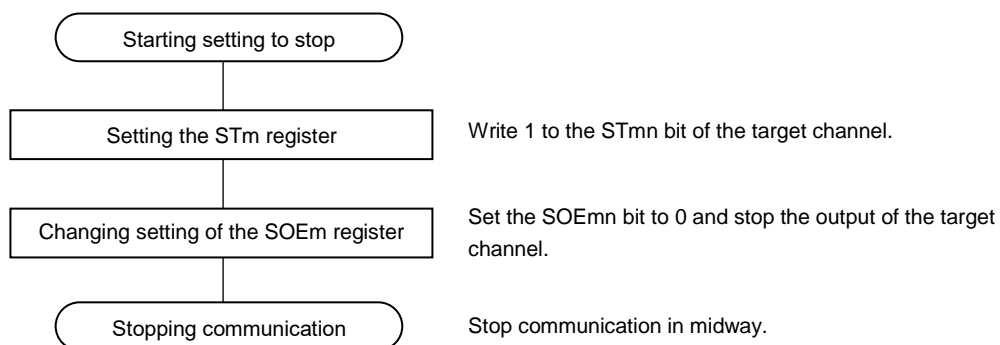 Starting setting to stop
Setting the STm register
Write 1 to the STmn bit of the target channel.
Changing setting of the SOEm register
Set the SOEmn bit to 0 and stop the output of the target
channel.
Stopping communication
Stop communication in midway.